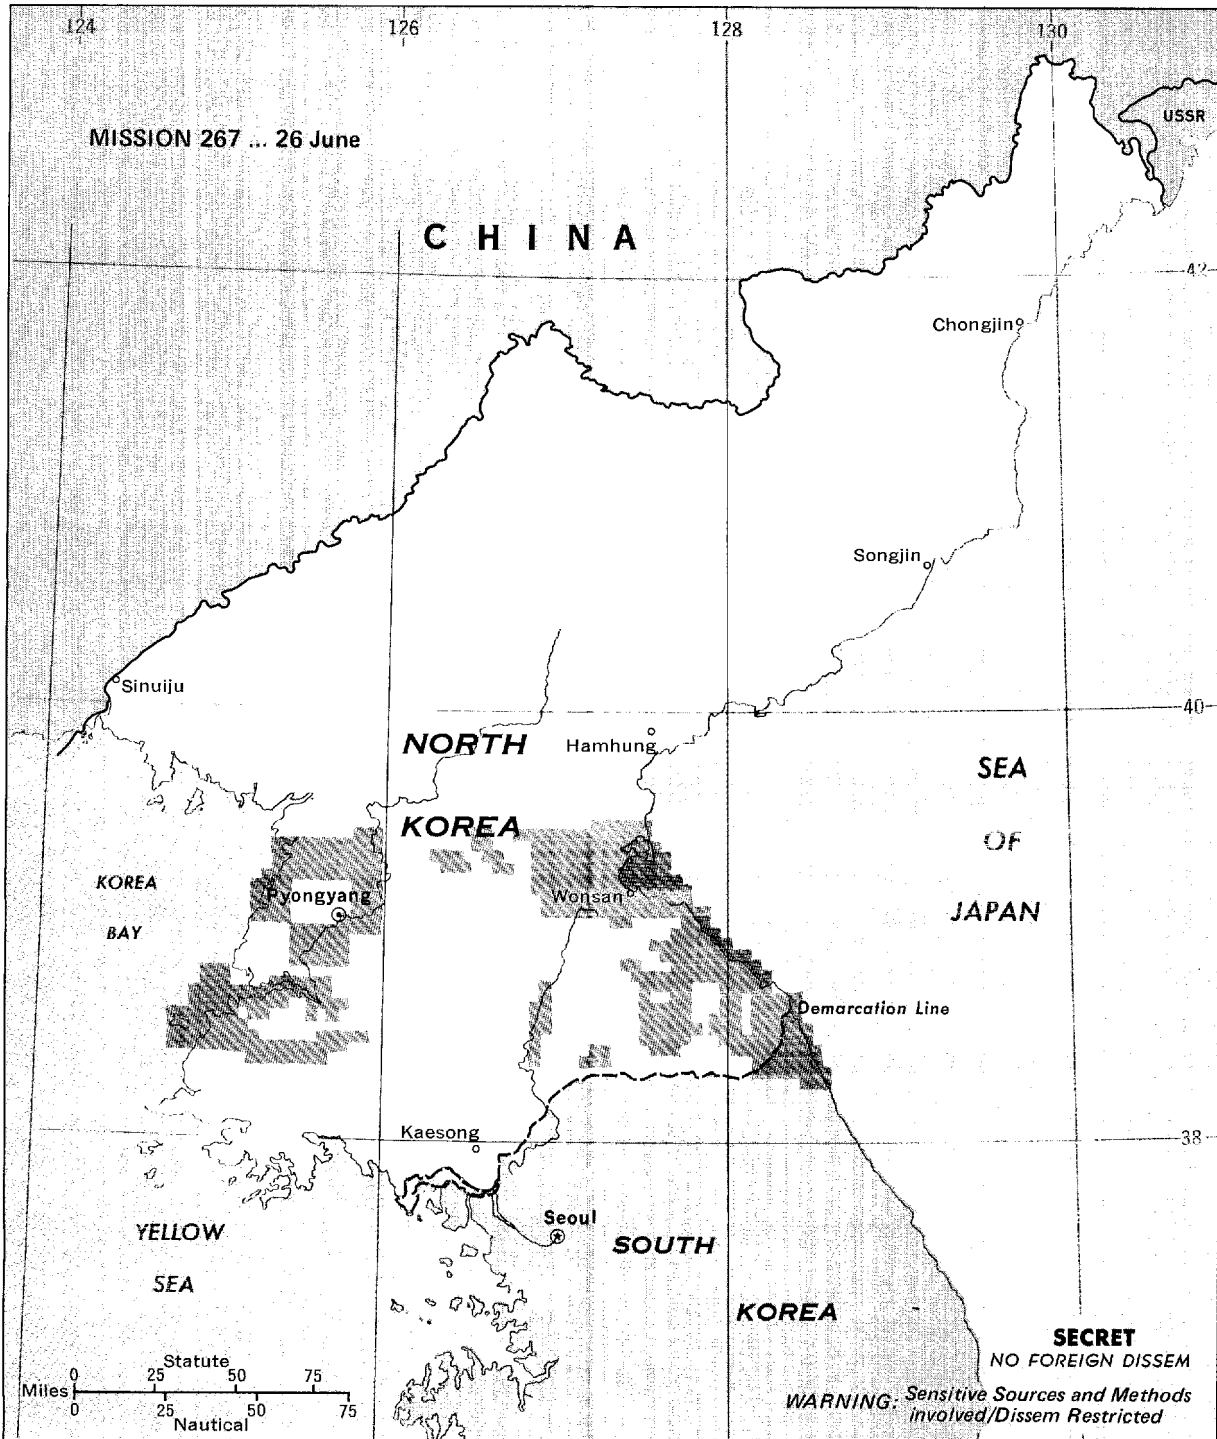 124 126 128 130
USSR
MISSION 267 ... 26 June
CHINA
42
Chongjin
Songjin
Sinuiju
40
NORTH
Hamhung
SEA
KOREA
OF
KOREA
Pyongyang
Wonsan
JAPAN
BAY
Demarcation Line
Kaesong
38
Seoul
YELLOW
SOUTH
SEA
KOREA
SECRET
NO FOREIGN DISSEM
Statute
0 25 50 75
Miles
0 25 50 75
Nautical
WARNING: Sensitive Sources and Methods
Involved/Dissem Restricted